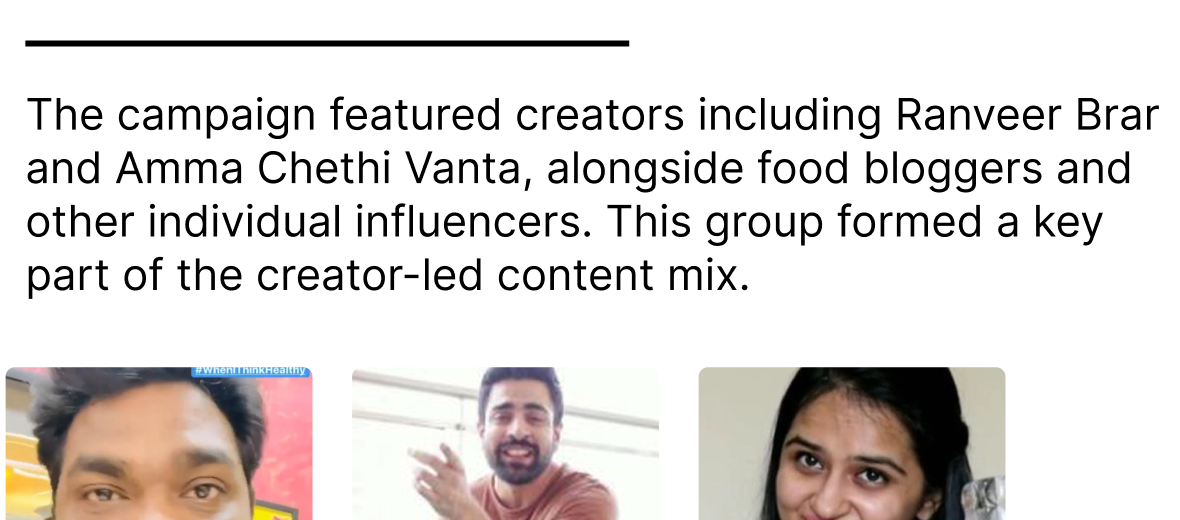 The campaign featured creators including Ranveer Brar
and Amma Chethi Vanta, alongside food bloggers and
other individual influencers. This group formed a key
part of the creator-led content mix.
#WhenIThinkHealthy